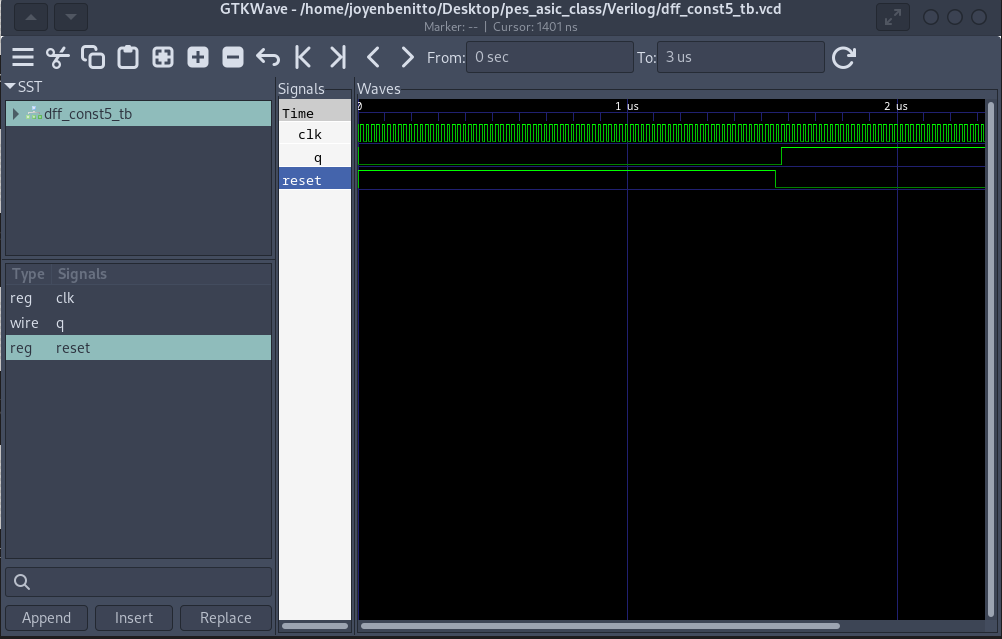 GTKWave - /home/joyenbenitto/Desktop/pes_asic_class/Verilog/dff_const5_tb.vcd
Marker: -- | Cursor: 1401 ns
From: 0 sec To: 3 us
SST
dff_const5_tb
Type Signals
reg clk
wire q
reg reset
Append Insert Replace
Signals
Time
clk
q
reset
Waves
0 1 us 2 us